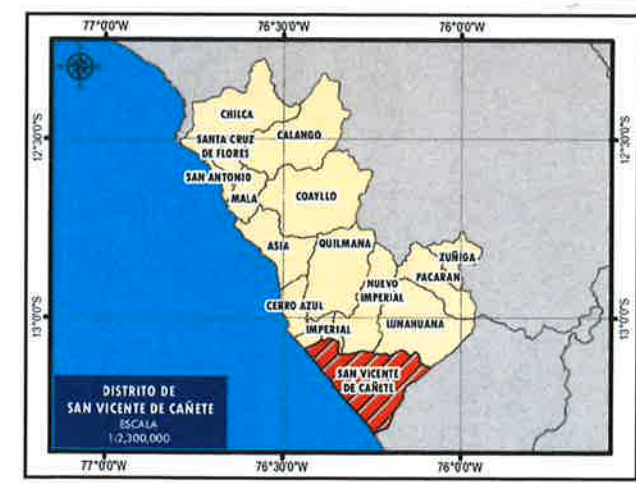 77°0'0"W 76°30'0"W 76°0'0"W
12°30'0"S 12°30'0"S
CHILCA
CALANGO
SANTA CRUZ
DE FLORES
SAN ANTONIO
MALA
COAYLLO
ASIA
QUILMANA
ZUÑIGA
PACARAN
NUEVO
IMPERIAL
CERRO AZUL
13°0'0"S 13°0'0"S
IMPERIAL
LUNAHUANA
SAN VICENTE
DE CAÑETE
DISTRITO DE
SAN VICENTE DE CAÑETE
ESCALA
1:2,300,000
77°0'0"W 76°30'0"W 76°0'0"W